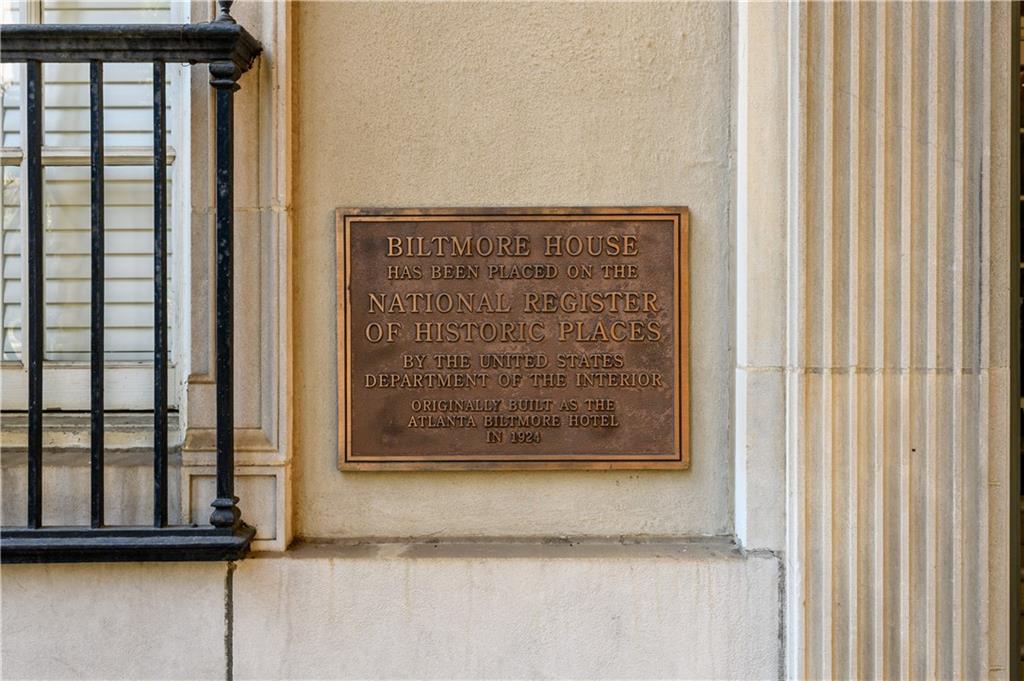 BILTMORE HOUSE
HAS BEEN PLACED ON THE
NATIONAL REGISTER
OF HISTORIC PLACES
BY THE UNITED STATES
DEPARTMENT OF THE INTERIOR
ORIGINALLY BUILT AS THE
ATLANTA BILTMORE HOTEL
IN 1924